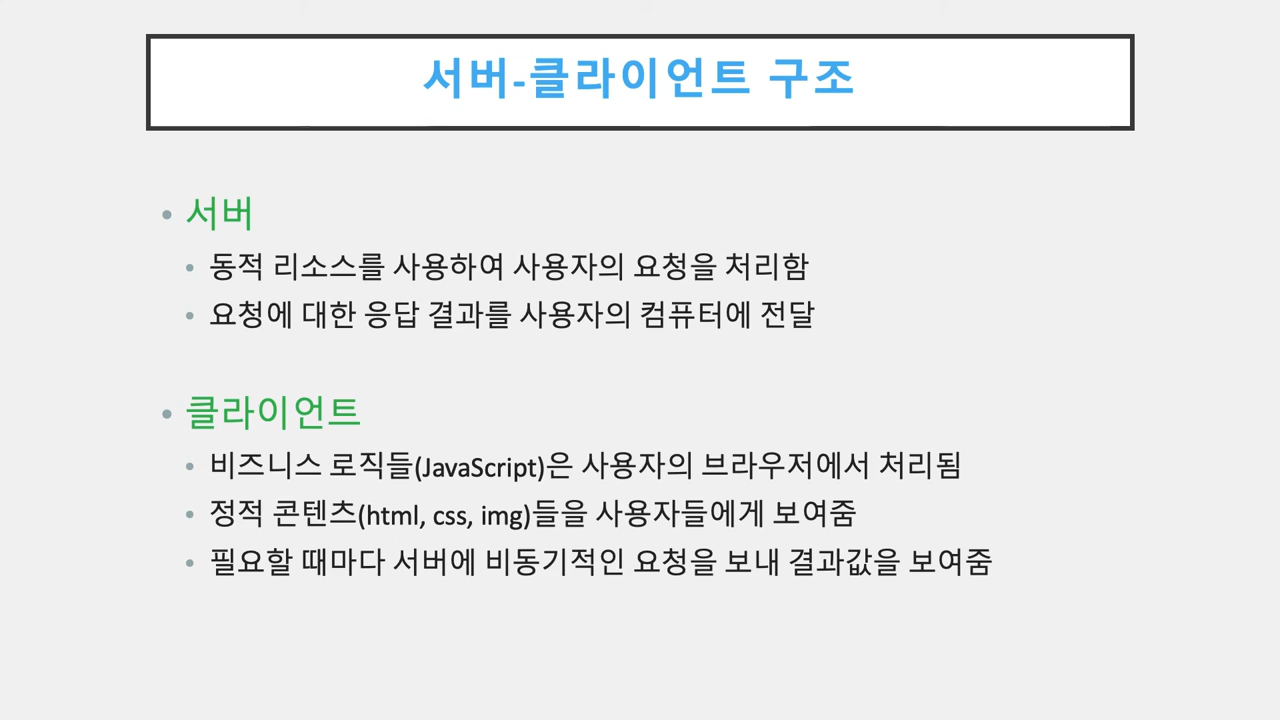 서버-클라이언트 구조
• 서버
• 동적 리소스를 사용하여 사용자의 요청을 처리함
• 요청에 대한 응답 결과를 사용자의 컴퓨터에 전달
• 클라이언트
• 비즈니스 로직들(JavaScript)은 사용자의 브라우저에서 처리됨
• 정적 콘텐츠(html, css, img)들을 사용자들에게 보여줌
• 필요할 때마다 서버에 비동기적인 요청을 보내 결과값을 보여줌